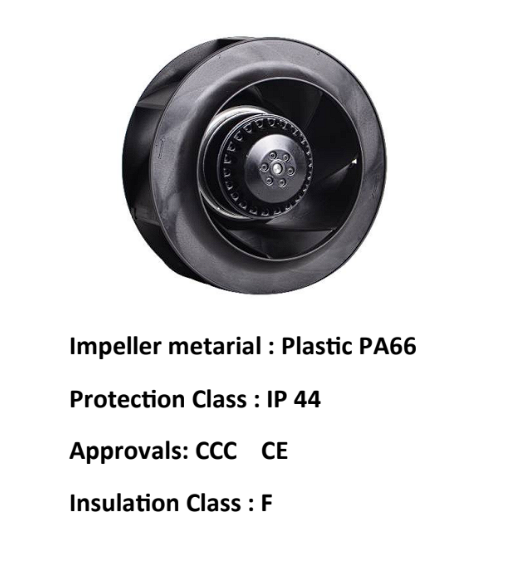 Impeller metarial : Plastic PA66
Protection Class : IP 44
Approvals: CCC    CE
Insulation Class : F